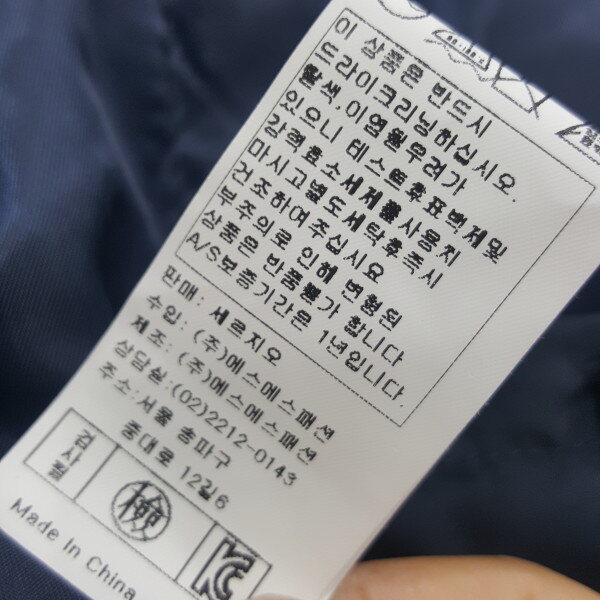 이 상품은 반드시
드라이크리닝하십시오.
탈색,이염될우려가
있으니 테스트후표백제및
강력효소세제를사용치
마시고별도세탁후즉시
건조하여주십시요
부주의로 인해 변형된
상품은 반품불가 합니다
A/S보증기간은 1년입니다.
판매: 세르지오
수입: (주)에스에스패션
제조: (주)에스에스패션
상담실:(02)2212-0143
주소:서울 송파구
중대로 12길6
검사필 檢
Made In China